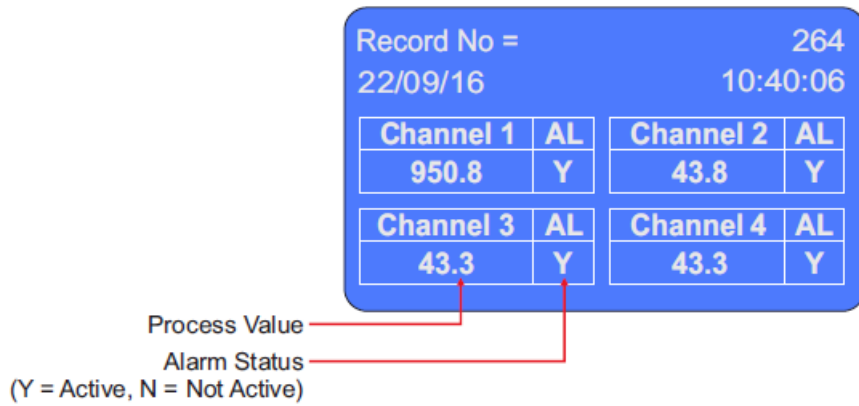 Record No = 264
22/09/16 10:40:06
Channel 1 AL Channel 2 AL
950.8 Y 43.8 Y
Channel 3 AL Channel 4 AL
43.3 Y 43.3 Y
Process Value
Alarm Status
(Y = Active, N = Not Active)